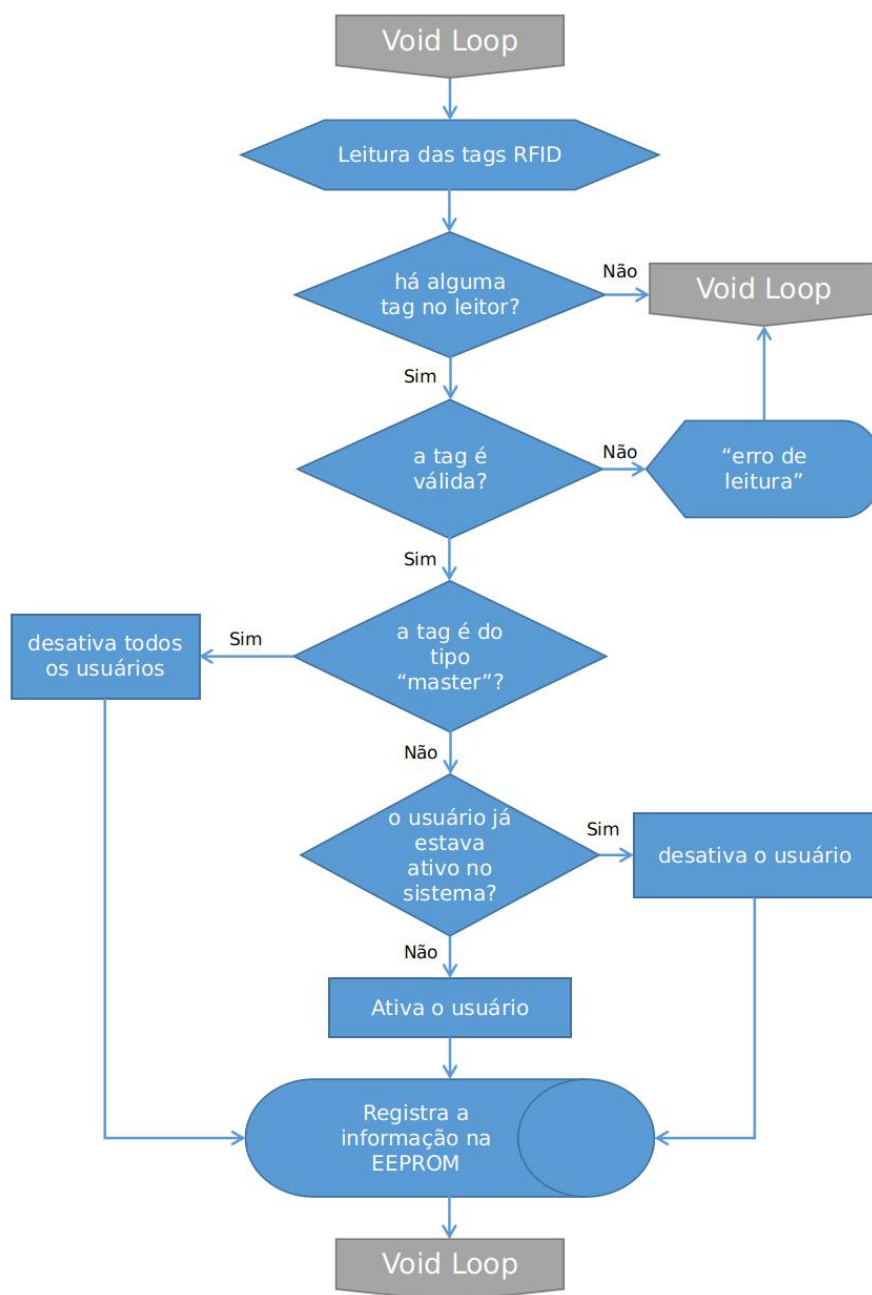 Void Loop
Leitura das tags RFID
há alguma
tag no leitor?
Não
Void Loop
Sim
a tag é
válida?
Não
“erro de
leitura”
Sim
a tag é do
tipo
“master”?
Sim
desativa todos
os usuários
Não
o usuário já
estava
ativo no
sistema?
Sim
desativa o usuário
Não
Ativa o usuário
Registra a
informação na
EEPROM
Void Loop